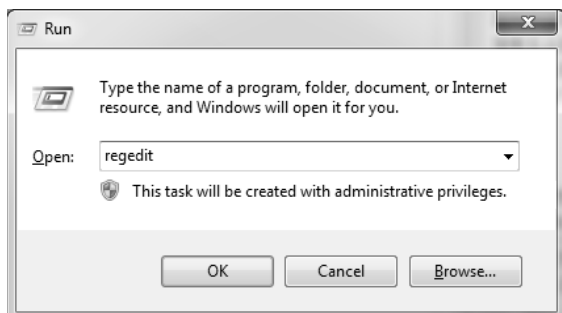 Run
Type the name of a program, folder, document, or Internet
resource, and Windows will open it for you.
Open: regedit
This task will be created with administrative privileges.
OK Cancel Browse...